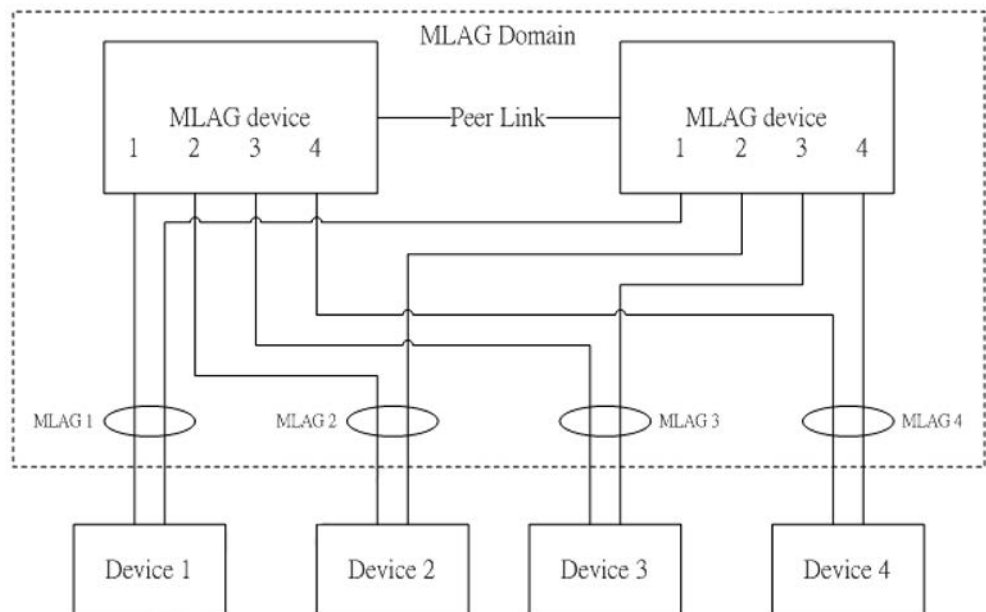 MLAG Domain
MLAG device
1 2 3 4
Peer Link
MLAG device
1 2 3 4
MLAG 1
MLAG 2
MLAG 3
MLAG 4
Device 1
Device 2
Device 3
Device 4